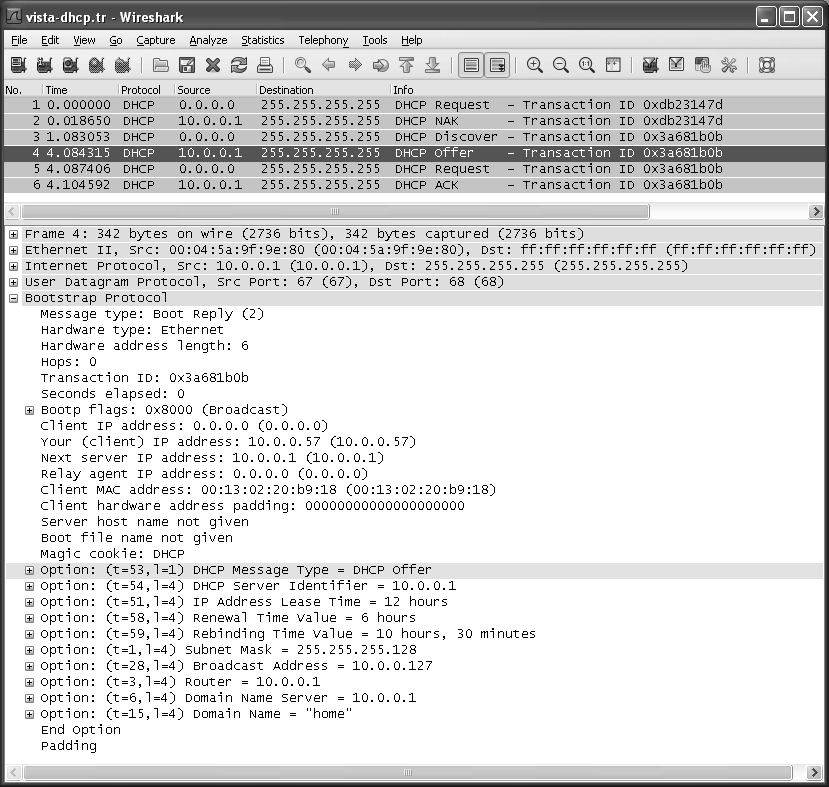 vista-dhcp.tr - Wireshark
File Edit View Go Capture Analyze Statistics Telephony Tools Help
No. Time Protocol Source Destination Info
1 0.000000 DHCP 0.0.0.0 255.255.255.255 DHCP Request - Transaction ID 0xdb23147d
2 0.018650 DHCP 10.0.0.1 255.255.255.255 DHCP NAK - Transaction ID 0xdb23147d
3 1.083053 DHCP 0.0.0.0 255.255.255.255 DHCP Discover - Transaction ID 0x3a681b0b
4 4.084315 DHCP 10.0.0.1 255.255.255.255 DHCP Offer - Transaction ID 0x3a681b0b
5 4.087406 DHCP 0.0.0.0 255.255.255.255 DHCP Request - Transaction ID 0x3a681b0b
6 4.104592 DHCP 10.0.0.1 255.255.255.255 DHCP ACK - Transaction ID 0x3a681b0b
Frame 4: 342 bytes on wire (2736 bits), 342 bytes captured (2736 bits)
Ethernet II, Src: 00:04:5a:9f:9e:80 (00:04:5a:9f:9e:80), Dst: ff:ff:ff:ff:ff:ff (ff:ff:ff:ff:ff:ff)
Internet Protocol, Src: 10.0.0.1 (10.0.0.1), Dst: 255.255.255.255 (255.255.255.255)
User Datagram Protocol, Src Port: 67 (67), Dst Port: 68 (68)
Bootstrap Protocol
Message type: Boot Reply (2)
Hardware type: Ethernet
Hardware address length: 6
Hops: 0
Transaction ID: 0x3a681b0b
Seconds elapsed: 0
Bootp flags: 0x8000 (Broadcast)
Client IP address: 0.0.0.0 (0.0.0.0)
Your (client) IP address: 10.0.0.57 (10.0.0.57)
Next server IP address: 10.0.0.1 (10.0.0.1)
Relay agent IP address: 0.0.0.0 (0.0.0.0)
Client MAC address: 00:13:02:20:b9:18 (00:13:02:20:b9:18)
Client hardware address padding: 00000000000000000000
Server host name not given
Boot file name not given
Magic cookie: DHCP
Option: (t=53,l=1) DHCP Message Type = DHCP Offer
Option: (t=54,l=4) DHCP Server Identifier = 10.0.0.1
Option: (t=51,l=4) IP Address Lease Time = 12 hours
Option: (t=58,l=4) Renewal Time Value = 6 hours
Option: (t=59,l=4) Rebinding Time Value = 10 hours, 30 minutes
Option: (t=1,l=4) Subnet Mask = 255.255.255.128
Option: (t=28,l=4) Broadcast Address = 10.0.0.127
Option: (t=3,l=4) Router = 10.0.0.1
Option: (t=6,l=4) Domain Name Server = 10.0.0.1
Option: (t=15,l=4) Domain Name = "home"
End Option
Padding